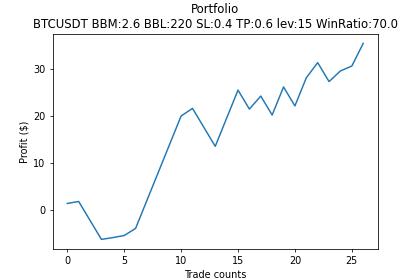 Portfolio
BTCUSDT BBM:2.6 BBL:220 SL:0.4 TP:0.6 lev:15 WinRatio:70.0
30
20
10
0
Profit ($)
0 5 10 15 20 25
Trade counts